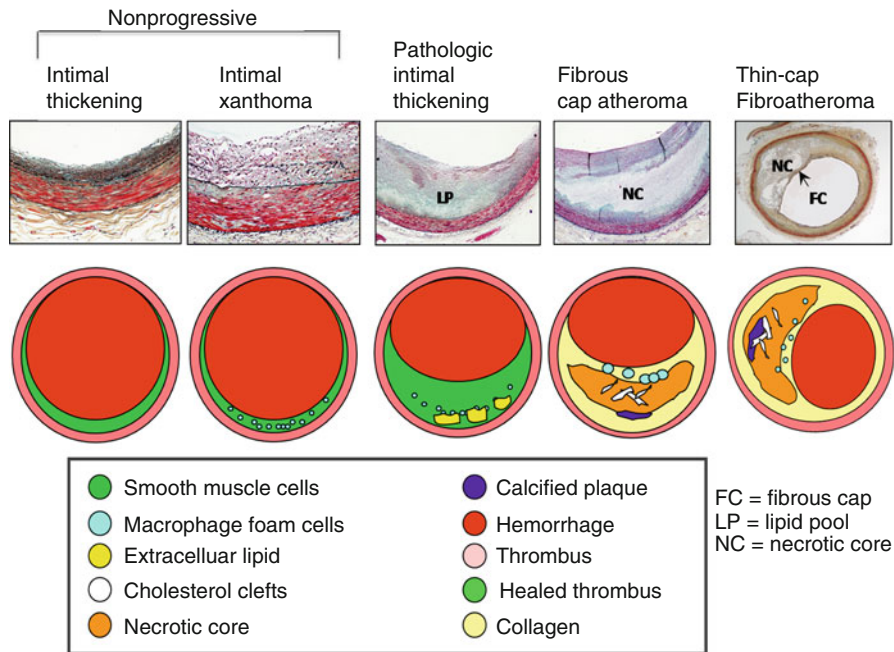 Nonprogressive
Intimal
thickening
Intimal
xanthoma
Pathologic
intimal
thickening
Fibrous
cap atheroma
Thin-cap
Fibroatheroma
LP
NC
NC
FC
Smooth muscle cells
Macrophage foam cells
Extracelluar lipid
Cholesterol clefts
Necrotic core
Calcified plaque
Hemorrhage
Thrombus
Healed thrombus
Collagen
FC = fibrous cap
LP = lipid pool
NC = necrotic core